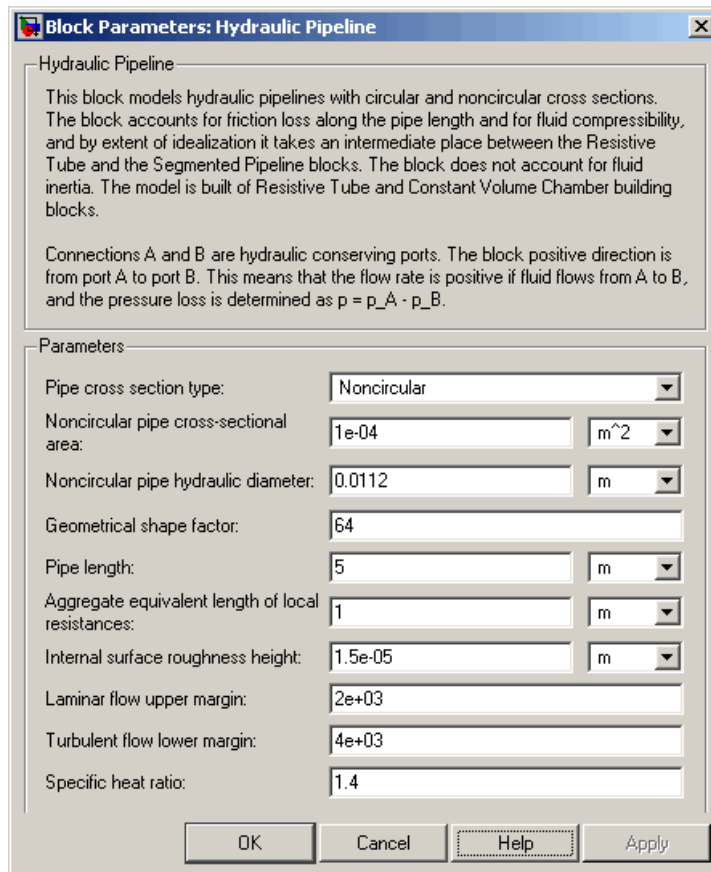 Block Parameters: Hydraulic Pipeline
Hydraulic Pipeline
This block models hydraulic pipelines with circular and noncircular cross sections.
The block accounts for friction loss along the pipe length and for fluid compressibility,
and by extent of idealization it takes an intermediate place between the Resistive
Tube and the Segmented Pipeline blocks. The block does not account for fluid
inertia. The model is built of Resistive Tube and Constant Volume Chamber building
blocks.
Connections A and B are hydraulic conserving ports. The block positive direction is
from port A to port B. This means that the flow rate is positive if fluid flows from A to B,
and the pressure loss is determined as p = p_A - p_B.
Parameters
Pipe cross section type: Noncircular
Noncircular pipe cross-sectional
area: 1e-04 m^2
Noncircular pipe hydraulic diameter: 0.0112 m
Geometrical shape factor: 64
Pipe length: 5 m
Aggregate equivalent length of local
resistances: 1 m
Internal surface roughness height: 1.5e-05 m
Laminar flow upper margin: 2e+03
Turbulent flow lower margin: 4e+03
Specific heat ratio: 1.4
OK Cancel Help Apply